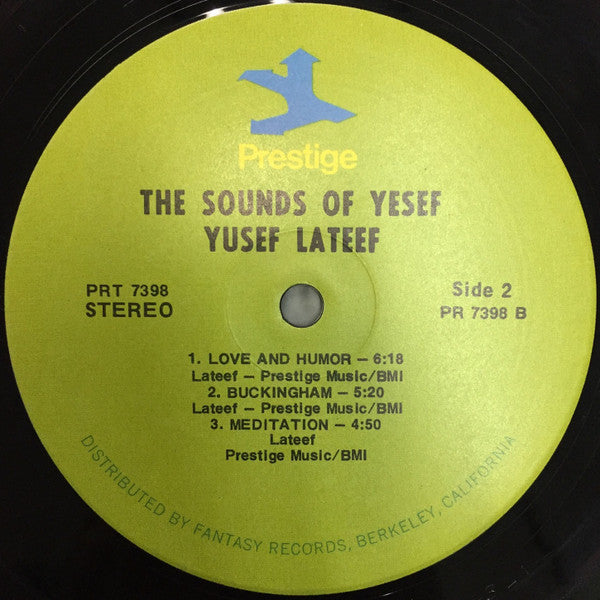 Prestige
THE SOUNDS OF YESEF
YUSEF LATEEF
PRT 7398
STEREO
Side 2
PR 7398 B
1. LOVE AND HUMOR – 6:18
Lateef – Prestige Music/BMI
2. BUCKINGHAM – 5:20
Lateef – Prestige Music/BMI
3. MEDITATION – 4:50
Lateef
Prestige Music/BMI
DISTRIBUTED BY FANTASY RECORDS, BERKELEY, CALIFORNIA